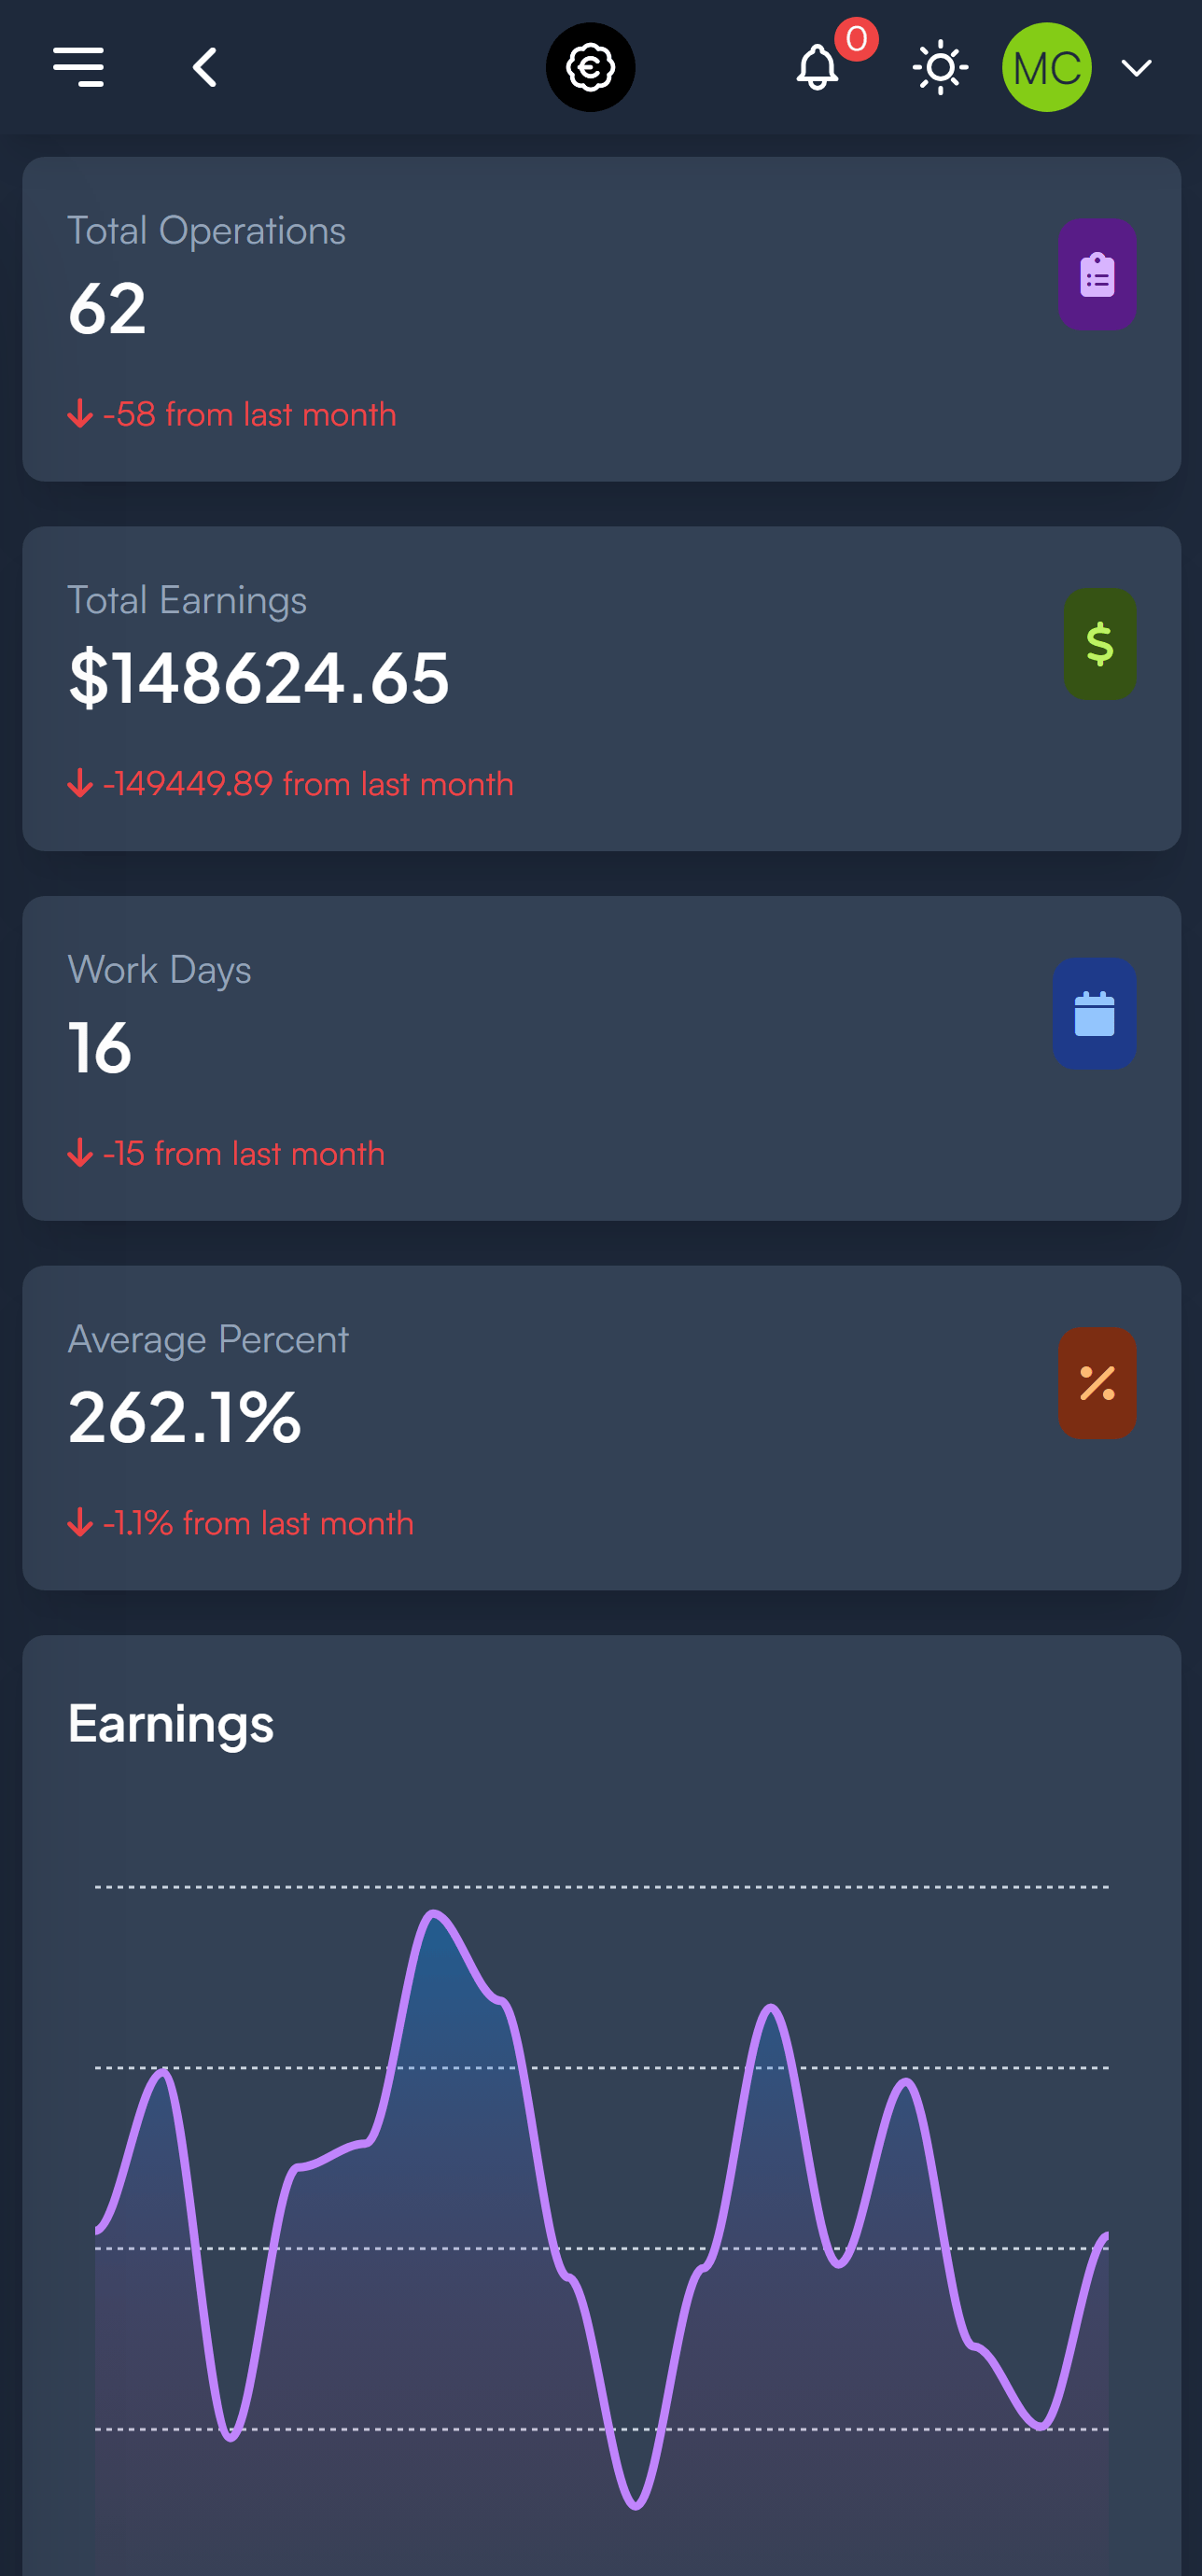 0
MC
Total Operations
62
-58 from last month
Total Earnings
$148624.65
-149449.89 from last month
Work Days
16
-15 from last month
Average Percent
262.1%
-1.1% from last month
Earnings